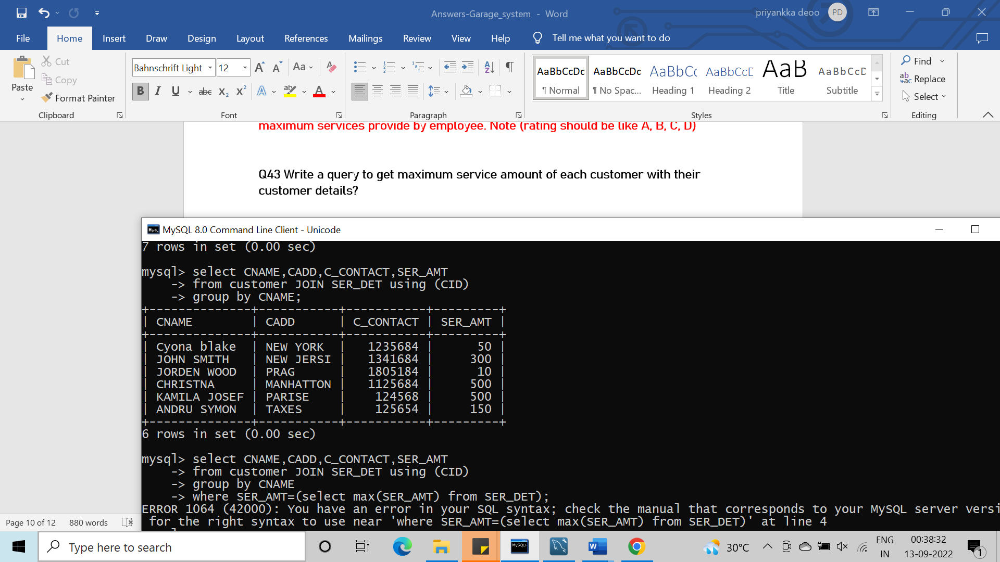 Answers-Garage_system - Word
priyankka deoo
PD
File Home Insert Draw Design Layout References Mailings Review View Help Tell me what you want to do
Cut
Copy
Format Painter
Paste
Clipboard
Bahnschrift Light 12
Font
Paragraph
AaBbCcDc AaBbCcDc AaBbCc AaBbCcD AaB AaBbCcD
¶ Normal ¶ No Spac... Heading 1 Heading 2 Title Subtitle
Styles
Find
Replace
Select
Editing
maximum services provide by employee. Note (rating should be like A, B, C, D)
Q43 Write a query to get maximum service amount of each customer with their
customer details?
MySQL 8.0 Command Line Client - Unicode
7 rows in set (0.00 sec)
mysql> select CNAME,CADD,C_CONTACT,SER_AMT
-> from customer JOIN SER_DET using (CID)
-> group by CNAME;
+--------------+-----------+-----------+---------+
| CNAME | CADD | C_CONTACT | SER_AMT |
+--------------+-----------+-----------+---------+
| Cyona blake | NEW YORK | 1235684 | 50 |
| JOHN SMITH | NEW JERSI | 1341684 | 300 |
| JORDEN WOOD | PRAG | 1805184 | 10 |
| CHRISTNA | MANHATTON | 1125684 | 500 |
| KAMILA JOSEF | PARISE | 124568 | 500 |
| ANDRU SYMON | TAXES | 125654 | 150 |
+--------------+-----------+-----------+---------+
6 rows in set (0.00 sec)
mysql> select CNAME,CADD,C_CONTACT,SER_AMT
-> from customer JOIN SER_DET using (CID)
-> group by CNAME
-> where SER_AMT=(select max(SER_AMT) from SER_DET);
ERROR 1064 (42000): You have an error in your SQL syntax; check the manual that corresponds to your MySQL server versi
for the right syntax to use near 'where SER_AMT=(select max(SER_AMT) from SER_DET)' at line 4
Page 10 of 12 880 words
Type here to search
30°C
ENG
IN
00:38:32
13-09-2022
1